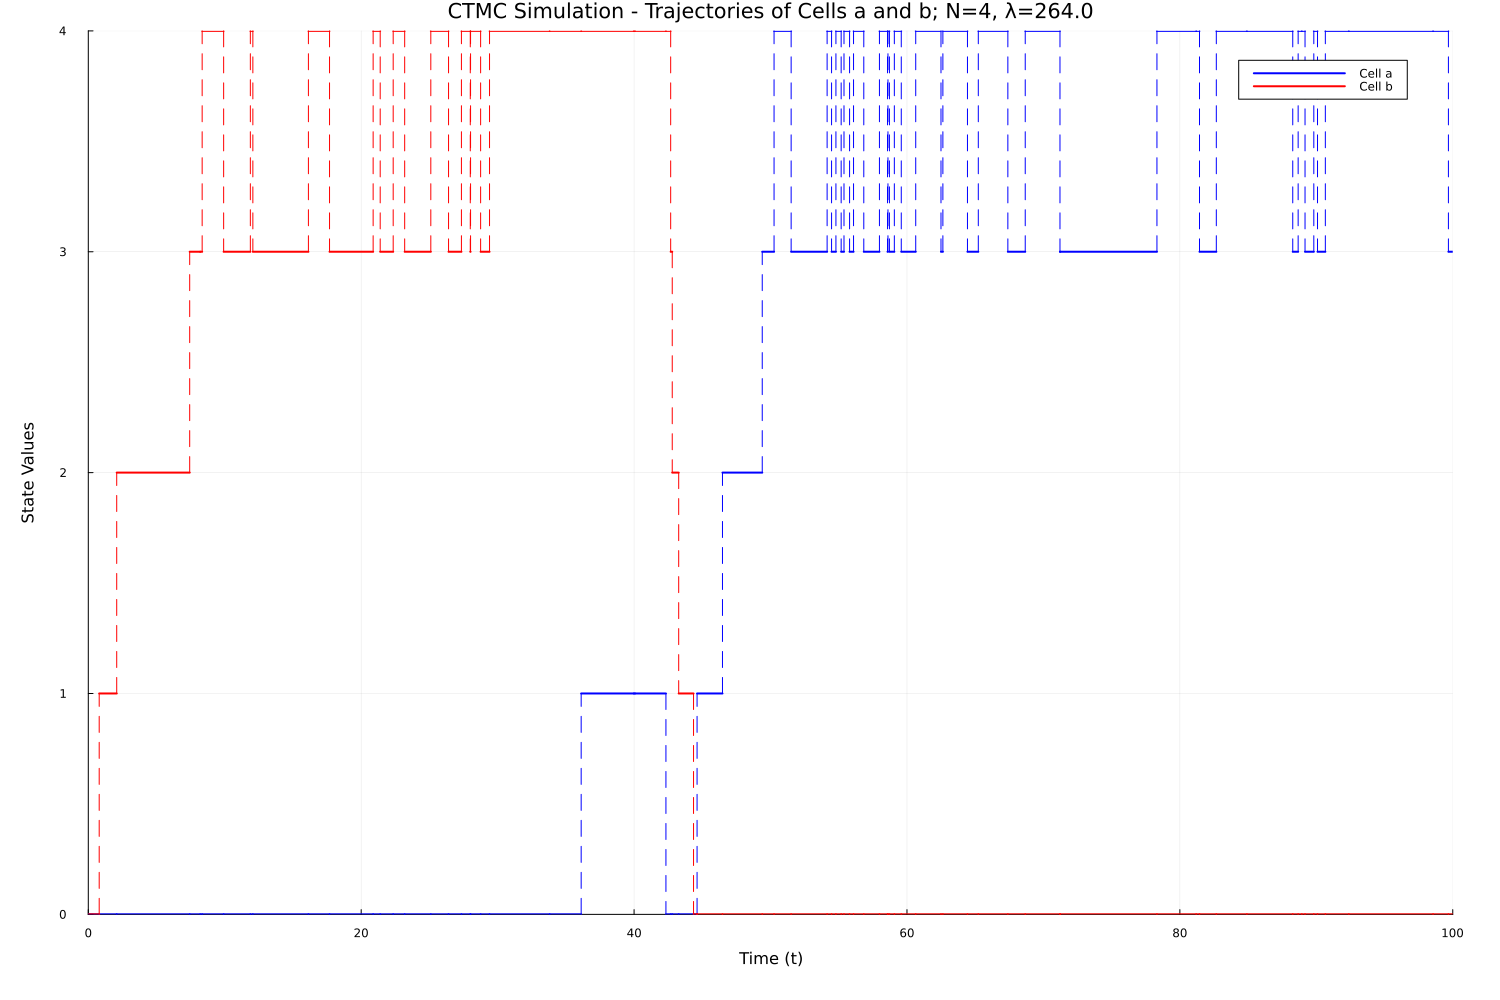 CTMC Simulation - Trajectories of Cells a and b; N=4, λ=264.0
4
Cell a
Cell b
3
State Values
2
1
0
0 20 40 60 80 100
Time (t)